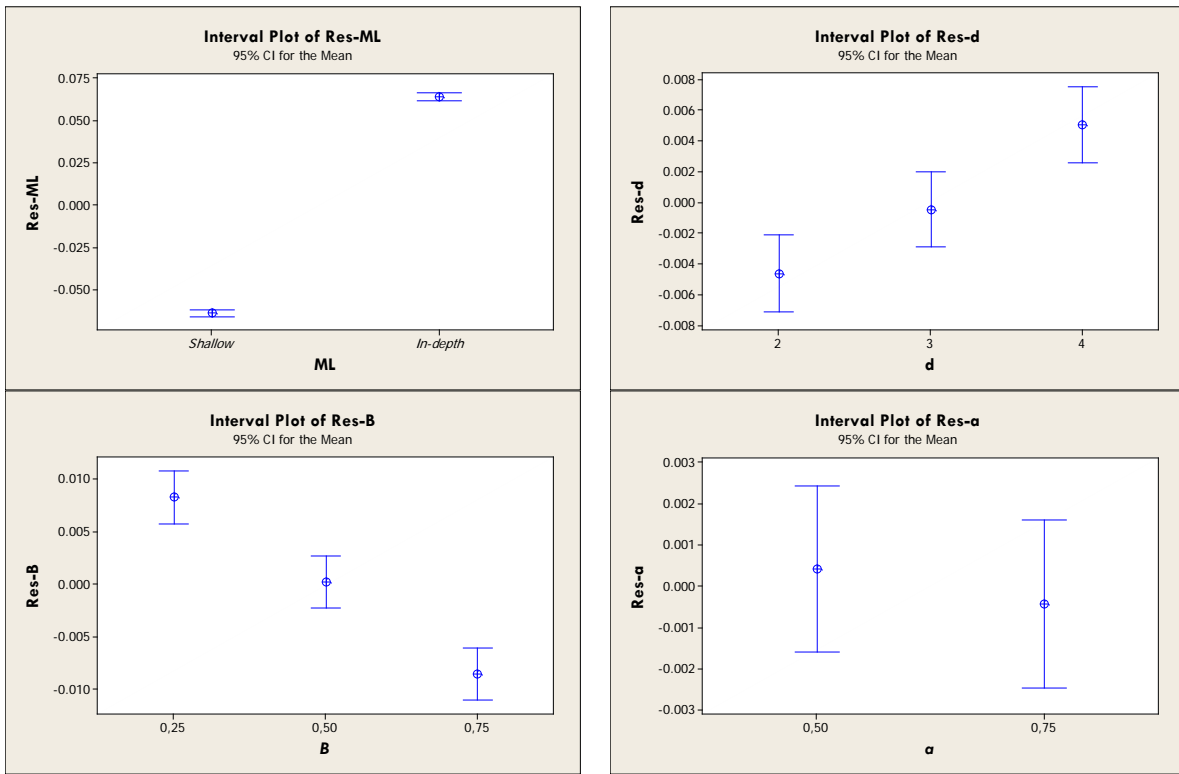 Interval Plot of Res-ML
95% CI for the Mean
0.075
0.050
0.025
0.000
-0.025
-0.050
Res-ML
Shallow In-depth
ML
Interval Plot of Res-d
95% CI for the Mean
0.008
0.006
0.004
0.002
0.000
-0.002
-0.004
-0.006
-0.008
Res-d
2 3 4
d
Interval Plot of Res-B
95% CI for the Mean
0.010
0.005
0.000
-0.005
-0.010
Res-B
0,25 0,50 0,75
B
Interval Plot of Res-a
95% CI for the Mean
0.003
0.002
0.001
0.000
-0.001
-0.002
-0.003
Res-a
0,50 0,75
a